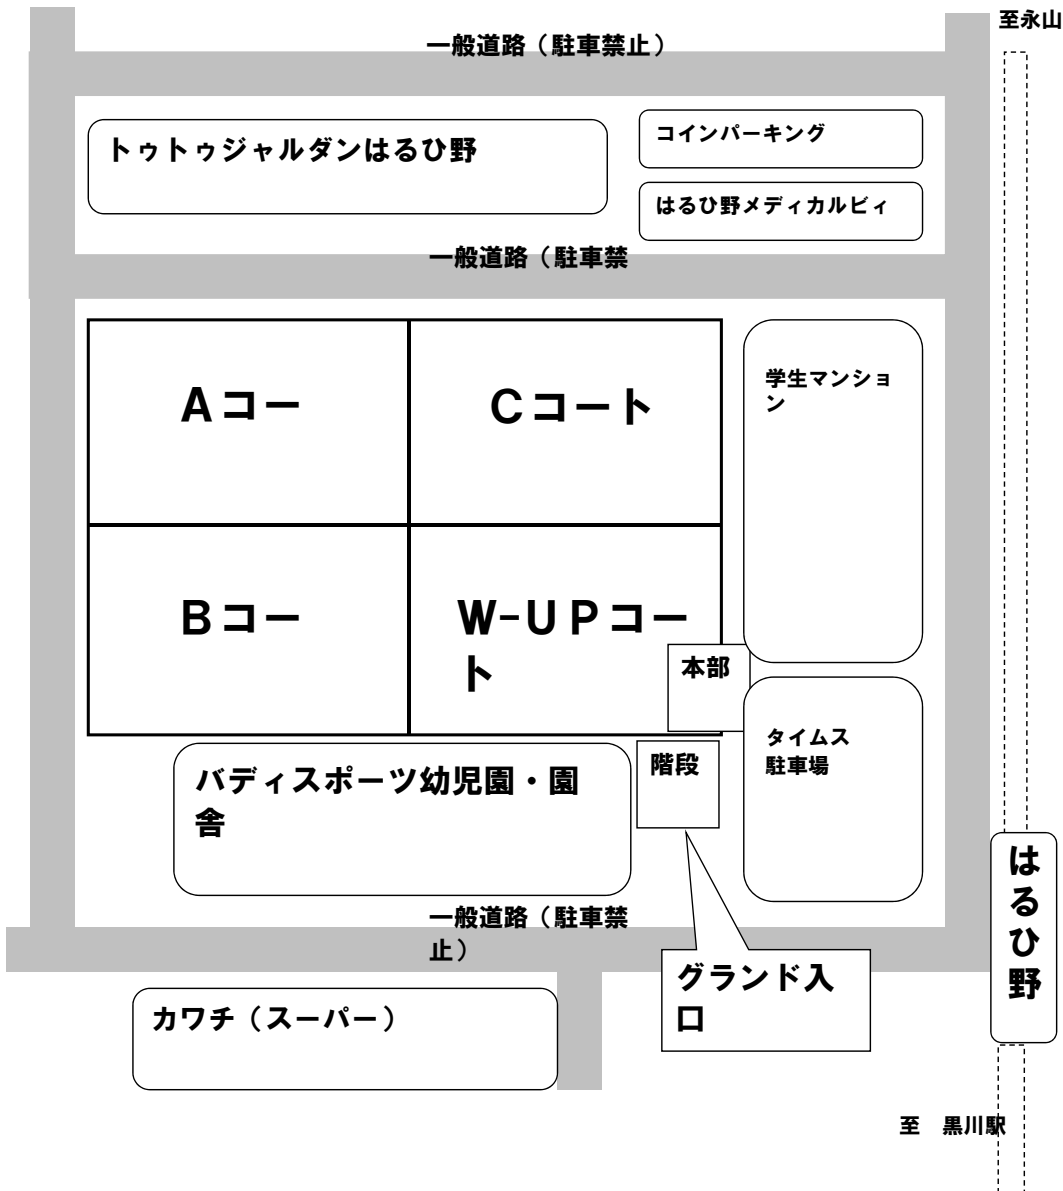 至永山
一般道路（駐車禁止）
トゥトゥジャルダンはるひ野
コインパーキング
はるひ野メディカルビィ
一般道路（駐車禁
Aコー
Cコート
学生マンショ
ン
Bコー
W-UPコー
ト
本部
タイムス
駐車場
階段
バディスポーツ幼児園・園
舎
はるひ野
一般道路（駐車禁
止）
グランド入
口
カワチ（スーパー）
至　黒川駅